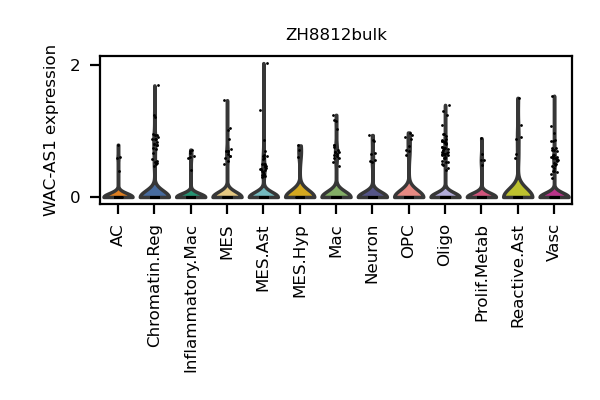 ZH8812bulk
WAC-AS1 expression
2
0
AC
Chromatin.Reg
Inflammatory.Mac
MES
MES.Ast
MES.Hyp
Mac
Neuron
OPC
Oligo
Prolif.Metab
Reactive.Ast
Vasc